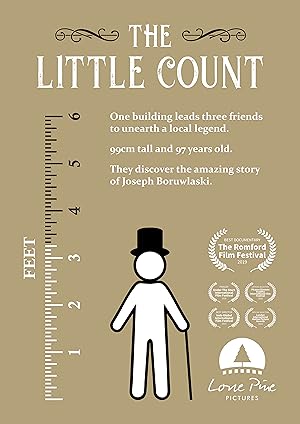 THE
LITTLE COUNT
One building leads three friends
to unearth a local legend.
99cm tall and 97 years old.
They discover the amazing story
of Joseph Boruwlaski.
6
5
4
3
2
1
FEET
BEST DOCUMENTARY
The Romford
Film Festival
2019
Lone Pine
PICTURES